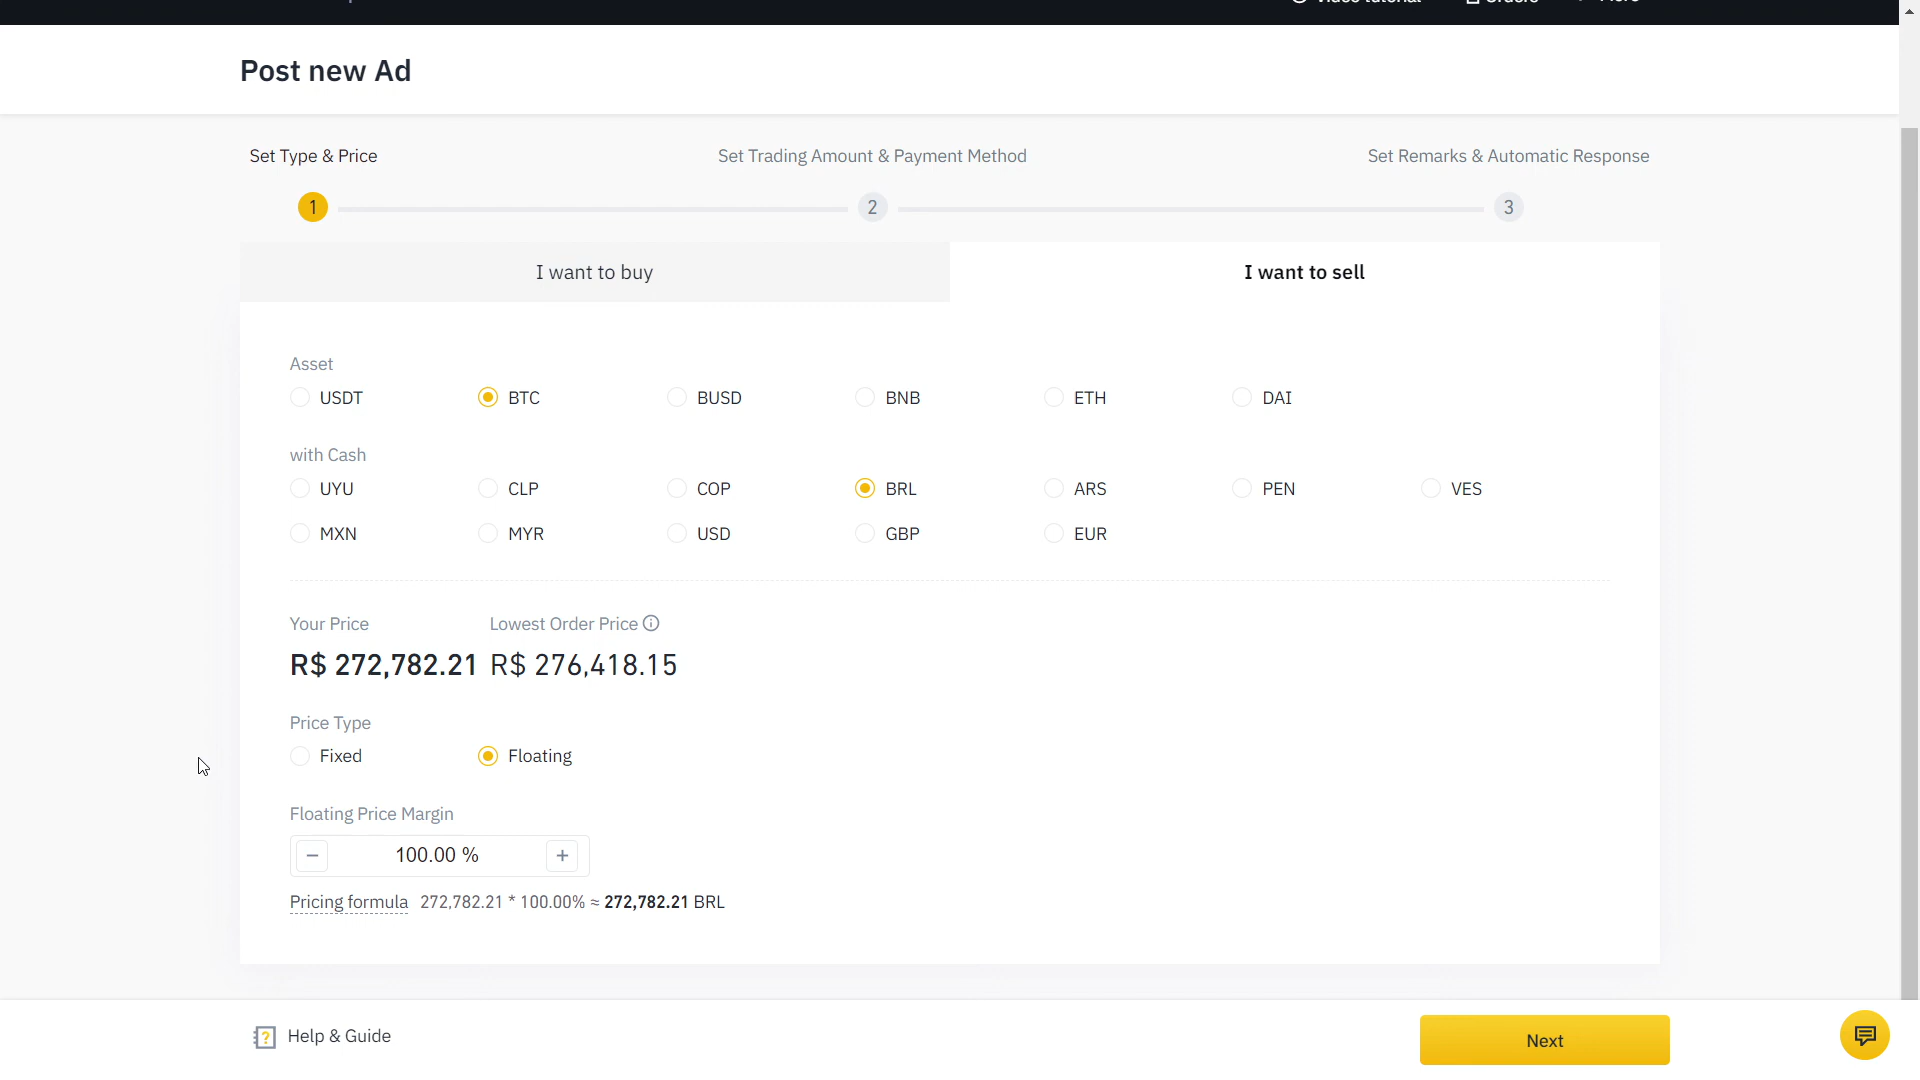 Post new Ad
Set Type & Price
Set Trading Amount & Payment Method
Set Remarks & Automatic Response
1
2
3
I want to buy
I want to sell
Asset
USDT BTC BUSD BNB ETH DAI
with Cash
UYU CLP COP BRL ARS PEN VES
MXN MYR USD GBP EUR
Your Price Lowest Order Price
R$ 272,782.21 R$ 276,418.15
Price Type
Fixed Floating
Floating Price Margin
− 100.00 % +
Pricing formula 272,782.21 * 100.00% ≈ 272,782.21 BRL
Help & Guide
Next